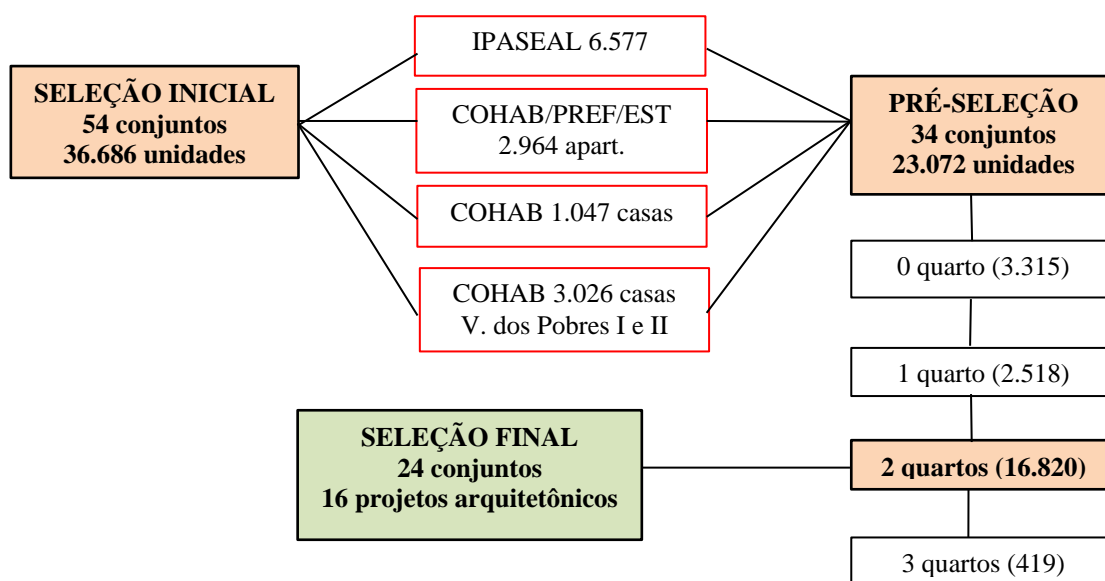 SELEÇÃO INICIAL
54 conjuntos
36.686 unidades
IPASEAL 6.577
COHAB/PREF/EST
2.964 apart.
COHAB 1.047 casas
COHAB 3.026 casas
V. dos Pobres I e II
PRÉ-SELEÇÃO
34 conjuntos
23.072 unidades
0 quarto (3.315)
1 quarto (2.518)
2 quartos (16.820)
3 quartos (419)
SELEÇÃO FINAL
24 conjuntos
16 projetos arquitetônicos